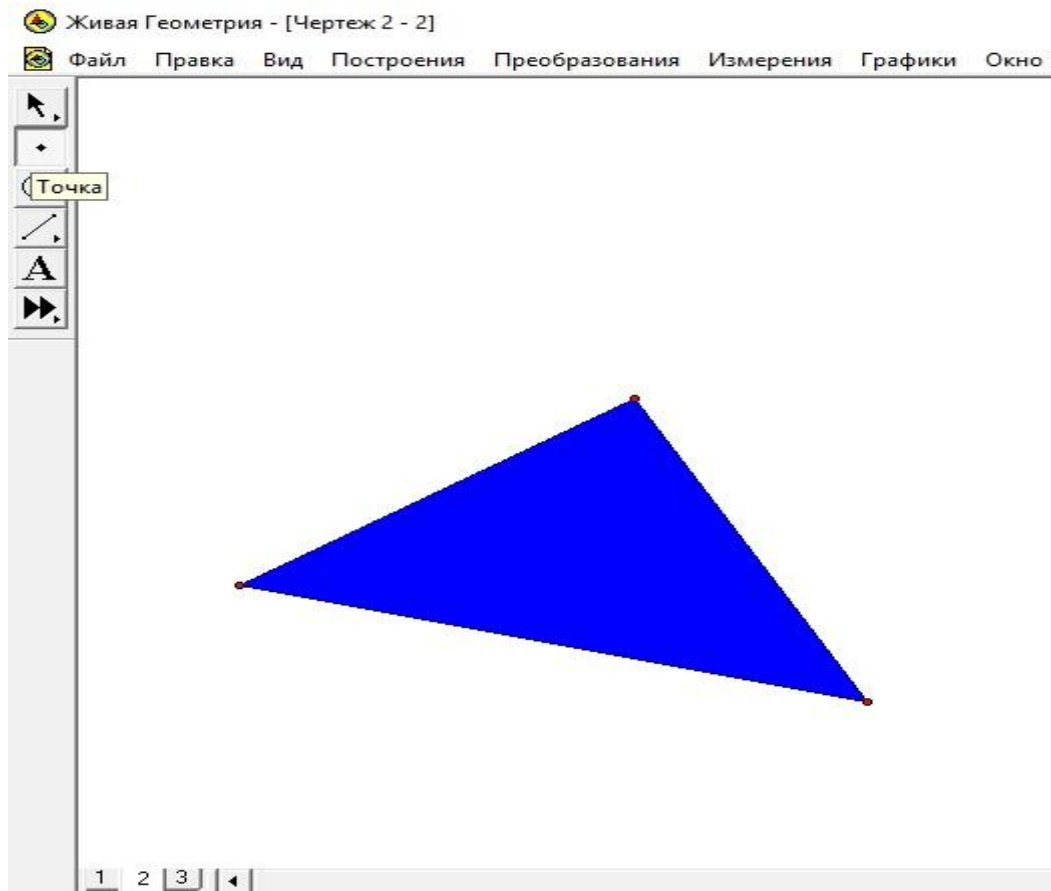 Живая Геометрия - [Чертеж 2 - 2]
Файл Правка Вид Построения Преобразования Измерения Графики Окно
Точка
A
1 2 3